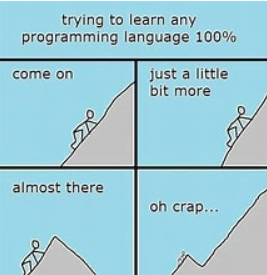 trying to learn any
programming language 100%
come on
just a little
bit more
almost there
oh crap...